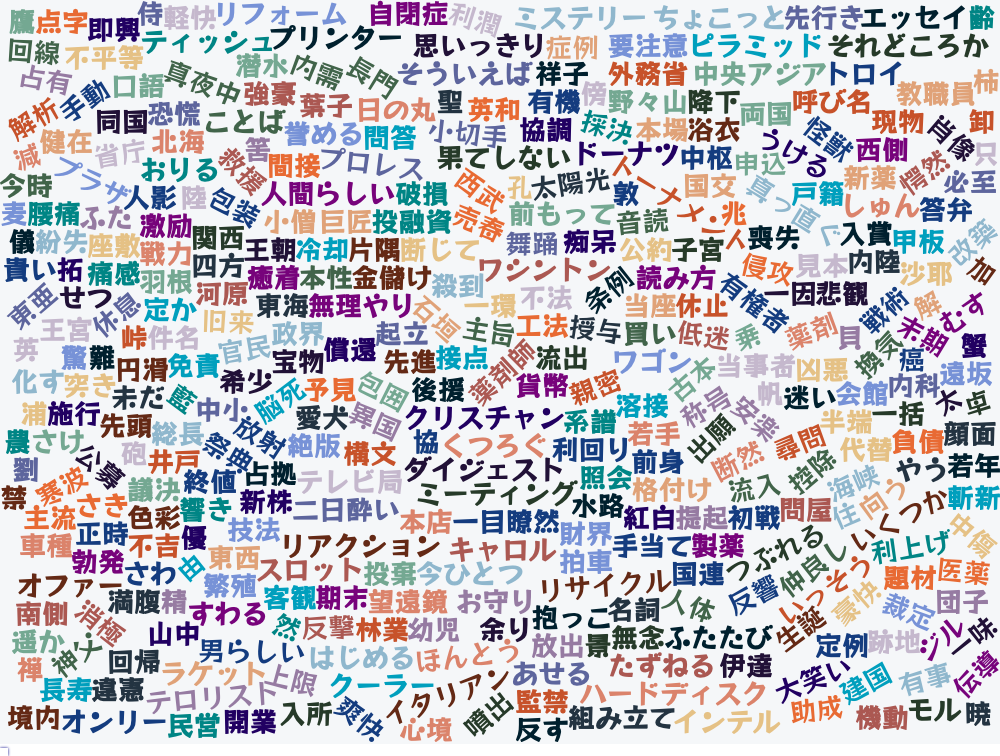 鷹 点字 即興 侍 軽快 リフォーム 自閉症 利潤 ミステリー ちょこっと 先行き エッセイ 齢
回線 不平等 ティッシュ プリンター 思いっきり 症例 要注意 ピラミッド それどころか
占有 口語 真夜中 潜水 内需 長門 そういえば 祥子 外務省 中央アジア トロイ 教職員 柿
解析 手動 同国 恐慌 強豪 葉子 日の丸 聖 英和 有機 傍 野々山 降下 両国 呼び名 現物 肖像 卸
減 健在 省庁 北海 ことば 誉める 問答 小切手 協調 探決 本場 浴衣 うける 怪獣 西側 愕然 只
プラザ おりる 救援 筈 間接 プロレス 果てしない ドーナツ 中枢 申込 新薬 必至
今時 人影 陸 包装 人間らしい 破損 西武 孔 太陽光 敦 イーメー 国交 真っ直ぐ 戸籍 しゅん 答弁
麦 腰痛 ふだ 激励 小僧 巨匠 投融資 売春 前もって 音読 二人 兆
儀 紛失 座敷 戦力 関西 王朝 冷却 片隅 断じて 舞踊 痴呆 公約 子宮 喪失 入賞 甲板 改築
貴い 拓 痛感 羽根 四方 癒着 本性 金儲け 殺到 ワシントン 条例 読み方 侵攻 見本 内陸 沙耶 加
東亜 せつ 休息 定か 河原 東海 無理やり 石垣 一環 不法 当座 休止 有権者 一因 悲観 戦術 解 むす
英 王宮 峠 件名 旧来 官民 政界 起立 主旨 工法 授与 買い 低迷 乗 薬剤 貝 換気 末期 蟹
驚 難 円滑 免責 宝物 償還 先進 接点 薬剤師 流出 ワゴン 古本 当事者 凶悪 癌 遠坂
化す 突き 未だ 藍 希少 脳死 予見 包囲 後援 貨幣 親密 溶接 称号 安楽 帆 迷い 会館 内科 太 卓
浦 施行 先頭 総長 中小 放射 愛犬 異国 クリスチャン 系譜 若手 出願 半端 一括
農 さけ 公募 砲 井戸 祭典 絶版 構文 協 くつろぐ 利回り 前身 断然 尋問 控除 代替 負債 顔面
劉 寒波 議決 終値 占拠 テレビ局 ダイジェスト 照会 格付け 流入 海峡 やう 若年
禁 さき 響き 新株 二日酔い ミーティング 水路 住 向う いくつか 斬新
主流 正時 色彩 技法 本店 一目瞭然 財界 紅白 提起 初戦 問屋 中傷
車種 勃発 不吉 優 東西 リアクション キャロル 拍車 手当て 製薬 つぶれる 仲良し 利上げ
オファー さわ 由 繁殖 スロット 投棄 今ひとつ リサイクル 国連 反響 いっそう 題材 医薬
南側 消極 満腹 精 すわる 客観 期末 望遠鏡 お守り 抱っこ 名詞 人体 豪快 裁定 団子
遥か 神父 山中 然 反撃 林業 幼児 余り 放出 景 無念 ふたたび 生誕 定例 跡地 ジル 一味
禅 回帰 男らしい はじめる ほんとう あせる たずねる 伊達 大笑い 建国 有事 伝導
長寿 違憲 ラケット 上限 クーラー イタリアン 噴出 監禁 ハードディスク
境内 オンリー テロリスト 民営 開業 入所 爽快 心境 反す 組み立て インテル 助成 機動 モル 暁